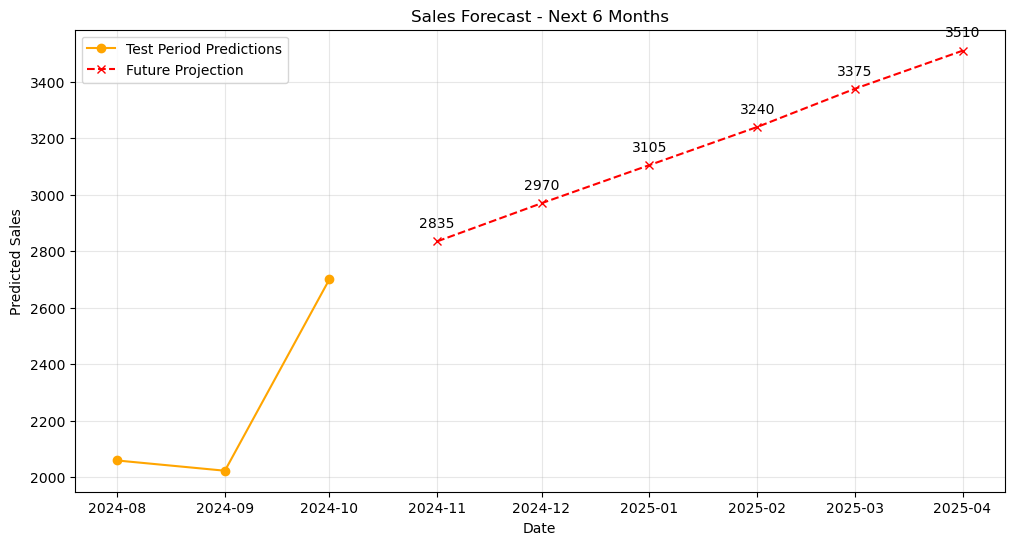 Sales Forecast - Next 6 Months
Test Period Predictions
Future Projection
3510
3375
3240
3105
2970
2835
Predicted Sales
3400
3200
3000
2800
2600
2400
2200
2000
2024-08 2024-09 2024-10 2024-11 2024-12 2025-01 2025-02 2025-03 2025-04
Date